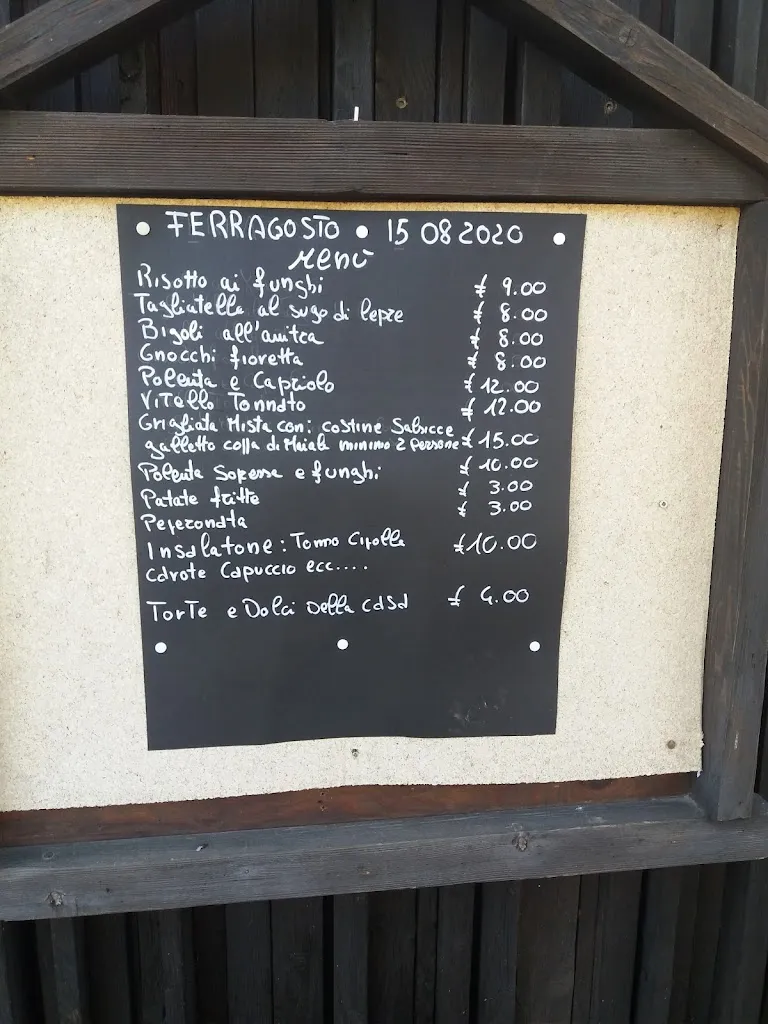 FERRAGOSTO • 15 08 2020
Menù
Risotto ai funghi £ 9.00
Tagliatelle al sugo di lepre £ 8.00
Bigoli all'anitra £ 8.00
Gnocchi fioretta £ 8.00
Polenta e Capriolo £ 12.00
ViTello Tonnato £ 12.00
Grigliata Mista con: costine Salsicce
galletto coppa di Maiale minimo 2 Persone £ 15.00
Polenta Sopessa e funghi £ 10.00
Patate fritte £ 3.00
Peperonata £ 3.00
Insalatone: Tonno Cipolla £ 10.00
carote Capuccio ecc....
TorTe e Dolci Della casa £ 4.00